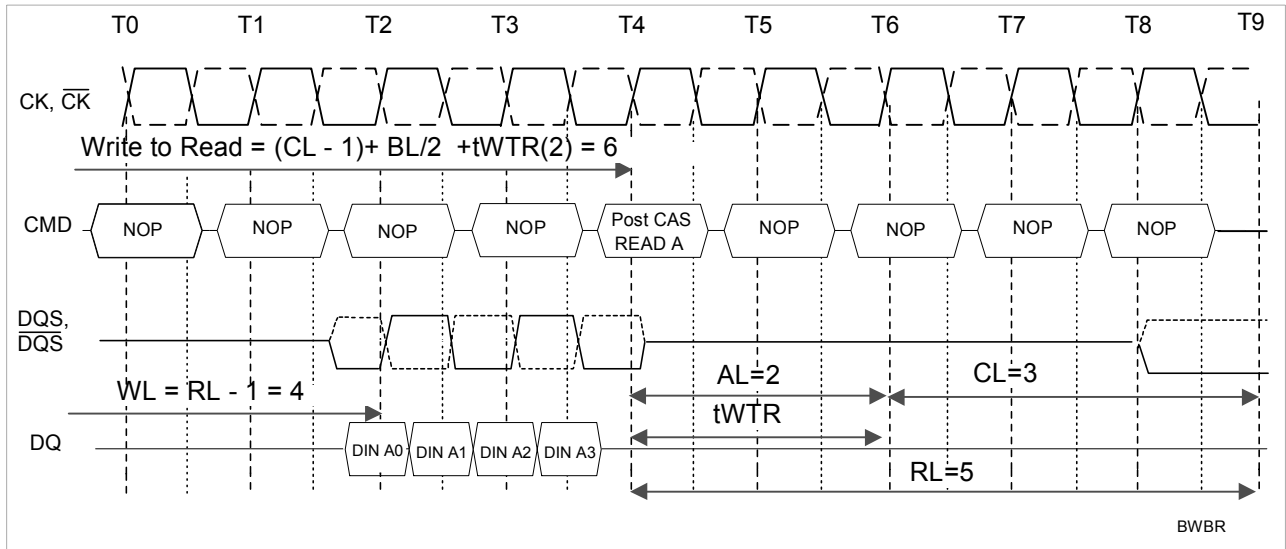 T0 T1 T2 T3 T4 T5 T6 T7 T8 T9
CK, CK
Write to Read = (CL - 1)+ BL/2 +tWTR(2) = 6
CMD NOP NOP NOP NOP Post CAS READ A NOP NOP NOP NOP
DQS,
DQS
WL = RL - 1 = 4
AL=2 CL=3
tWTR
DQ DIN A0 DIN A1 DIN A2 DIN A3
RL=5
BWBR